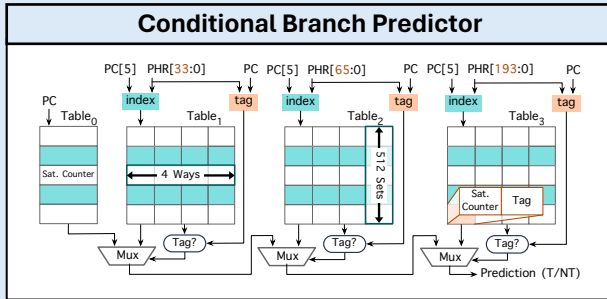 Conditional Branch Predictor
PC[5] PHR[33:0] PC
PC[5] PHR[65:0] PC
PC[5] PHR[193:0] PC
PC
index
tag
index
tag
index
tag
Table0
Table1
Table2
Table3
Sat. Counter
4 Ways
512 Sets
Sat.
Counter
Tag
Tag?
Tag?
Tag?
Mux
Mux
Mux
Prediction (T/NT)